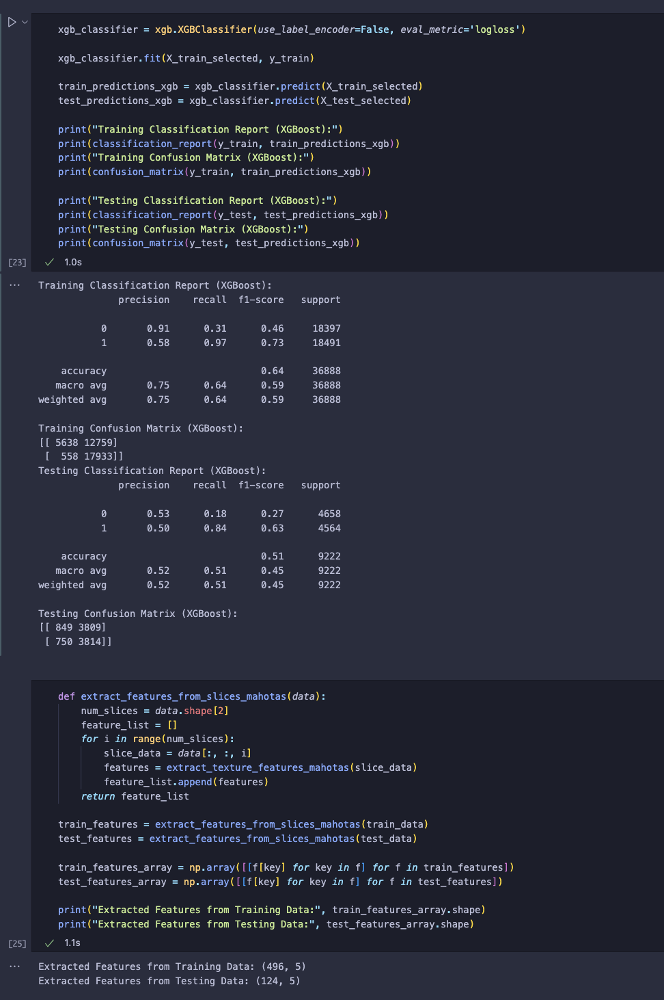 xgb_classifier = xgb.XGBClassifier(use_label_encoder=False, eval_metric='logloss')
xgb_classifier.fit(X_train_selected, y_train)
train_predictions_xgb = xgb_classifier.predict(X_train_selected)
test_predictions_xgb = xgb_classifier.predict(X_test_selected)
print("Training Classification Report (XGBoost):")
print(classification_report(y_train, train_predictions_xgb))
print("Training Confusion Matrix (XGBoost):")
print(confusion_matrix(y_train, train_predictions_xgb))
print("Testing Classification Report (XGBoost):")
print(classification_report(y_test, test_predictions_xgb))
print("Testing Confusion Matrix (XGBoost):")
print(confusion_matrix(y_test, test_predictions_xgb))
[23] ✓ 1.0s
... Training Classification Report (XGBoost):
precision recall f1-score support
0 0.91 0.31 0.46 18397
1 0.58 0.97 0.73 18491
accuracy 0.64 36888
macro avg 0.75 0.64 0.59 36888
weighted avg 0.75 0.64 0.59 36888
Training Confusion Matrix (XGBoost):
[[ 5638 12759]
[ 558 17933]]
Testing Classification Report (XGBoost):
precision recall f1-score support
0 0.53 0.18 0.27 4658
1 0.50 0.84 0.63 4564
accuracy 0.51 9222
macro avg 0.52 0.51 0.45 9222
weighted avg 0.52 0.51 0.45 9222
Testing Confusion Matrix (XGBoost):
[[ 849 3809]
[ 750 3814]]
def extract_features_from_slices_mahotas(data):
num_slices = data.shape[2]
feature_list = []
for i in range(num_slices):
slice_data = data[:, :, i]
features = extract_texture_features_mahotas(slice_data)
feature_list.append(features)
return feature_list
train_features = extract_features_from_slices_mahotas(train_data)
test_features = extract_features_from_slices_mahotas(test_data)
train_features_array = np.array([[f[key] for key in f] for f in train_features])
test_features_array = np.array([[f[key] for key in f] for f in test_features])
print("Extracted Features from Training Data:", train_features_array.shape)
print("Extracted Features from Testing Data:", test_features_array.shape)
[25] ✓ 1.1s
... Extracted Features from Training Data: (496, 5)
Extracted Features from Testing Data: (124, 5)